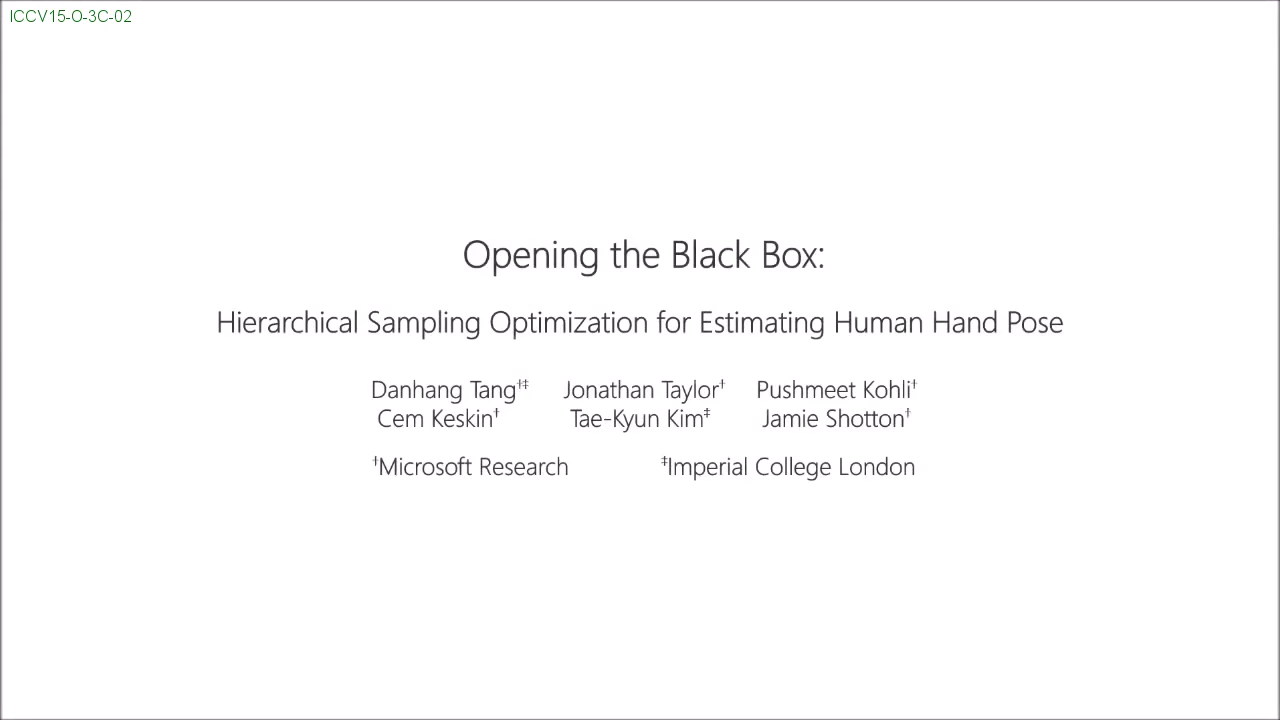 ICCV15-O-3C-02
Opening the Black Box:
Hierarchical Sampling Optimization for Estimating Human Hand Pose
Danhang Tang†‡ Jonathan Taylor† Pushmeet Kohli†
Cem Keskin† Tae-Kyun Kim‡ Jamie Shotton†
†Microsoft Research ‡Imperial College London